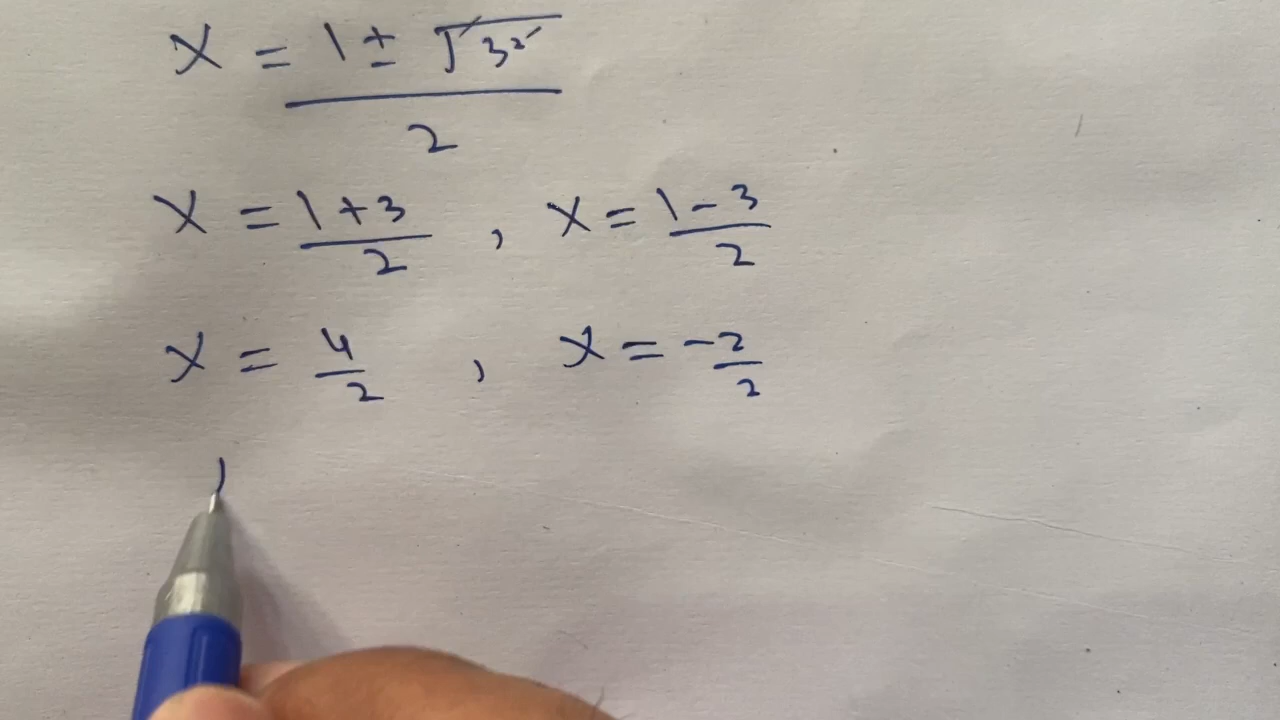 x = 1 ± √3² / 2
x = 1+3 / 2 , x = 1-3 / 2
x = 4/2 , x = -2/2
)